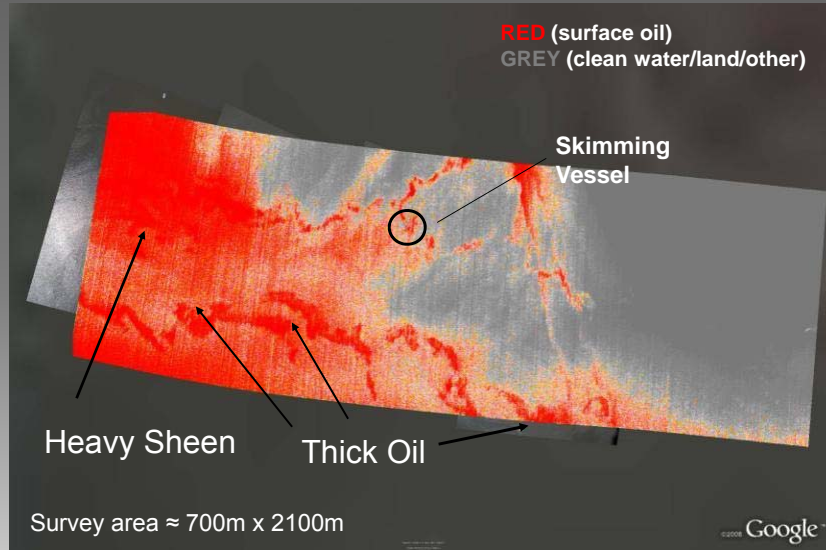 RED (surface oil)
GREY (clean water/land/other)
Skimming
Vessel
Heavy Sheen
Thick Oil
Survey area ≈ 700m x 2100m
©2008 Google™